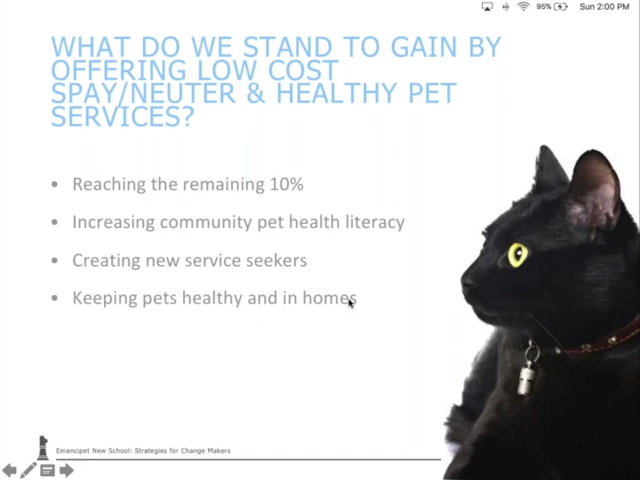 95% Sun 2:00 PM
WHAT DO WE STAND TO GAIN BY
OFFERING LOW COST
SPAY/NEUTER & HEALTHY PET
SERVICES?
• Reaching the remaining 10%
• Increasing community pet health literacy
• Creating new service seekers
• Keeping pets healthy and in homes
Emancipet New School: Strategies for Change Makers